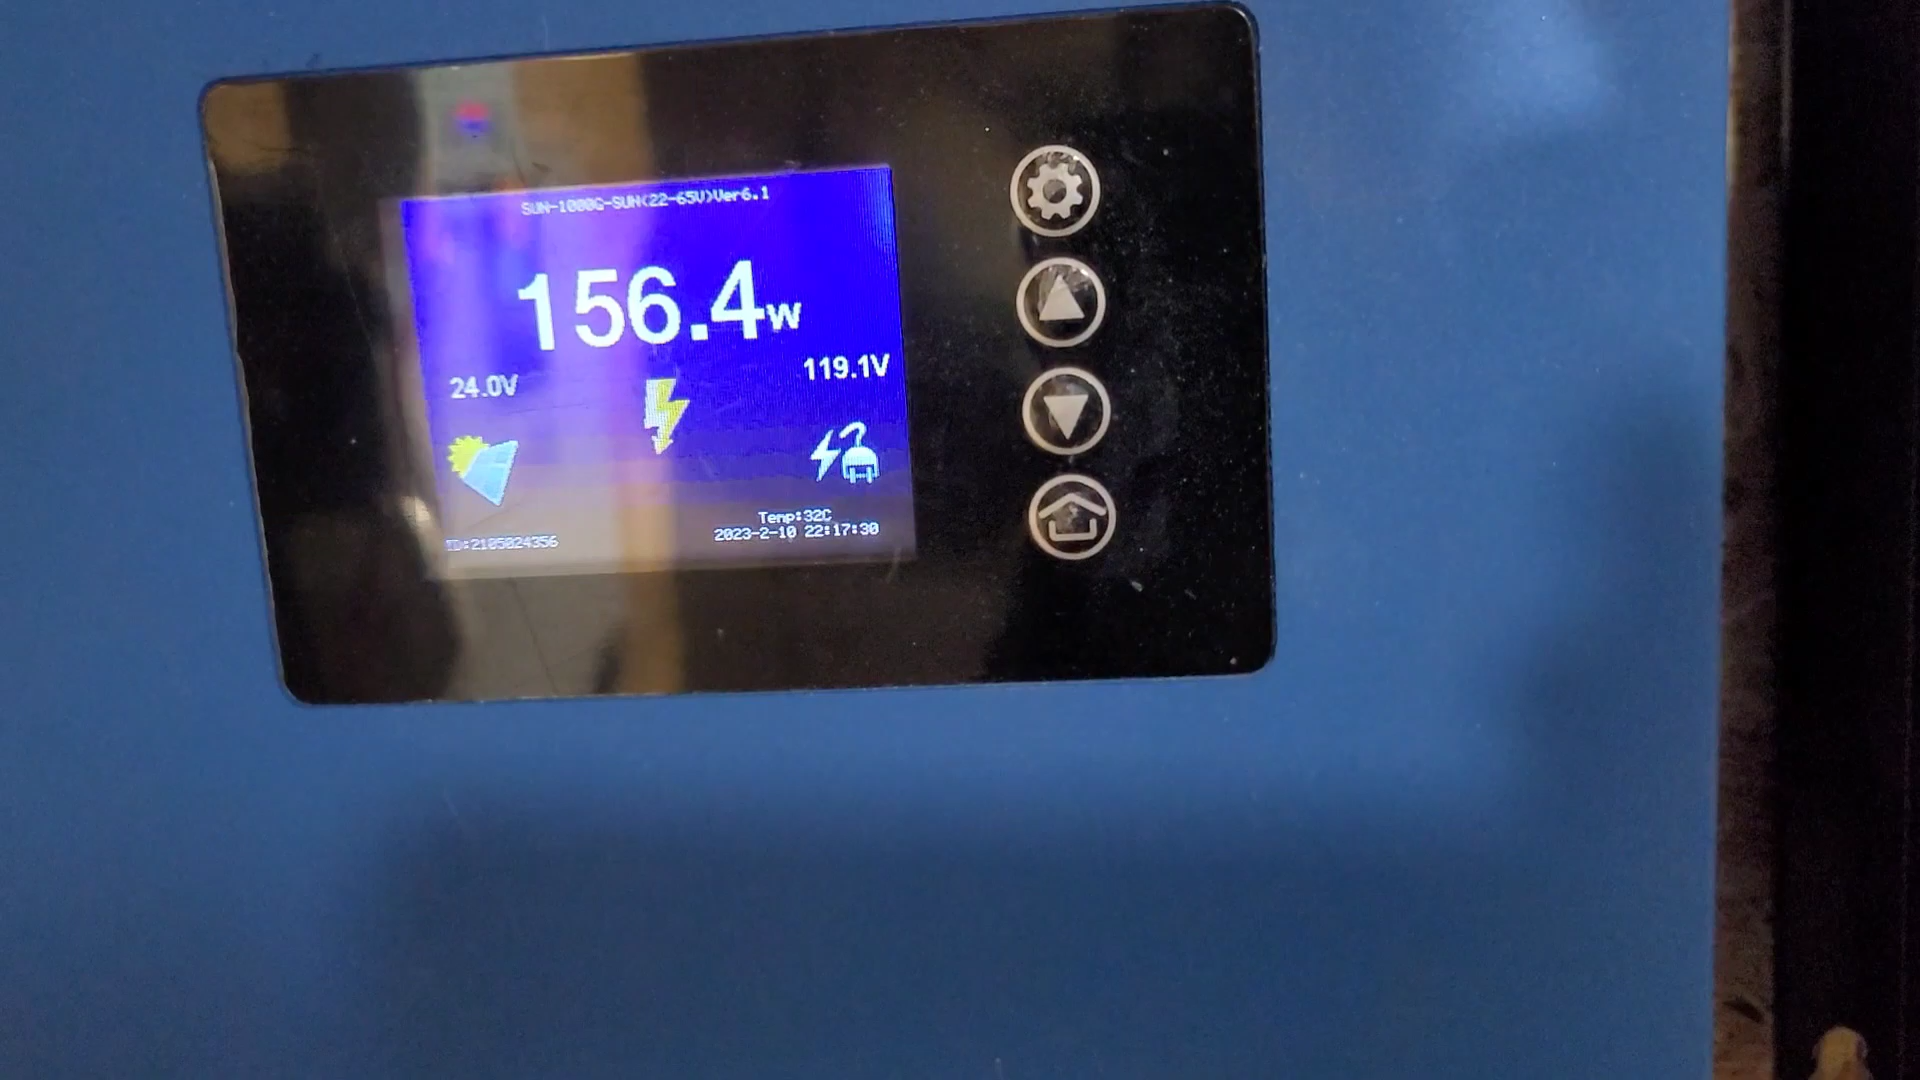 SUN-1000G-SUN(22-65V)Ver6.1
156.4w
24.0V
119.1V
Temp:32C
ID:2105024356
2023-2-10 22:17:30